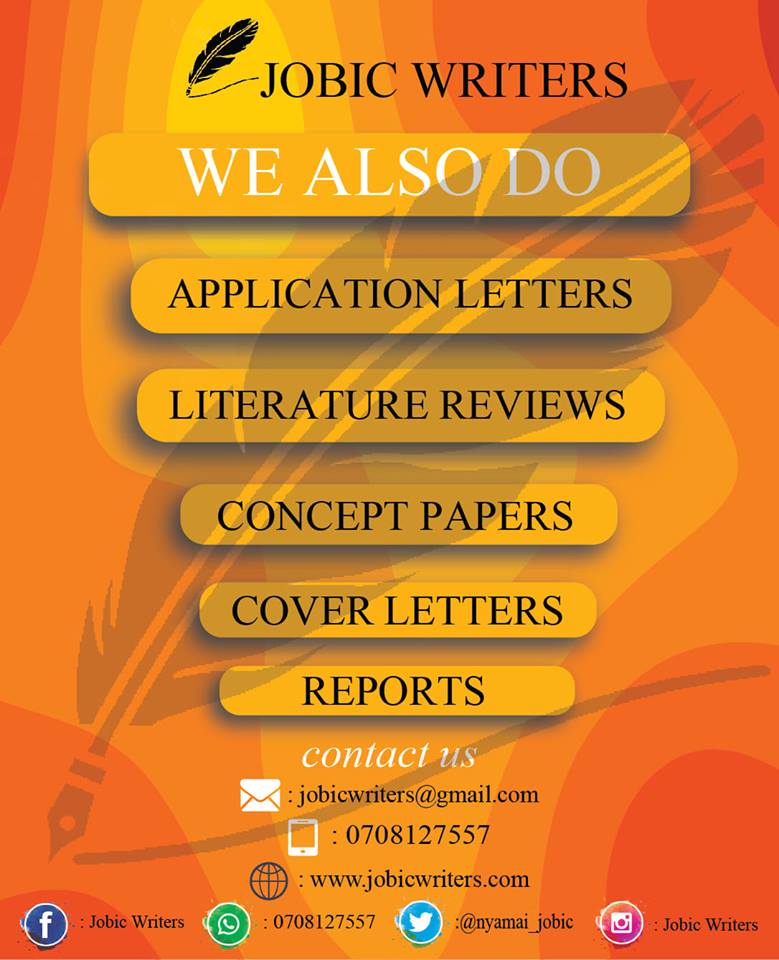 JOBIC WRITERS
WE ALSO DO
APPLICATION LETTERS
LITERATURE REVIEWS
CONCEPT PAPERS
COVER LETTERS
REPORTS
contact us
: jobicwriters@gmail.com
: 0708127557
: www.jobicwriters.com
: Jobic Writers : 0708127557 :@nyamai_jobic : Jobic Writers